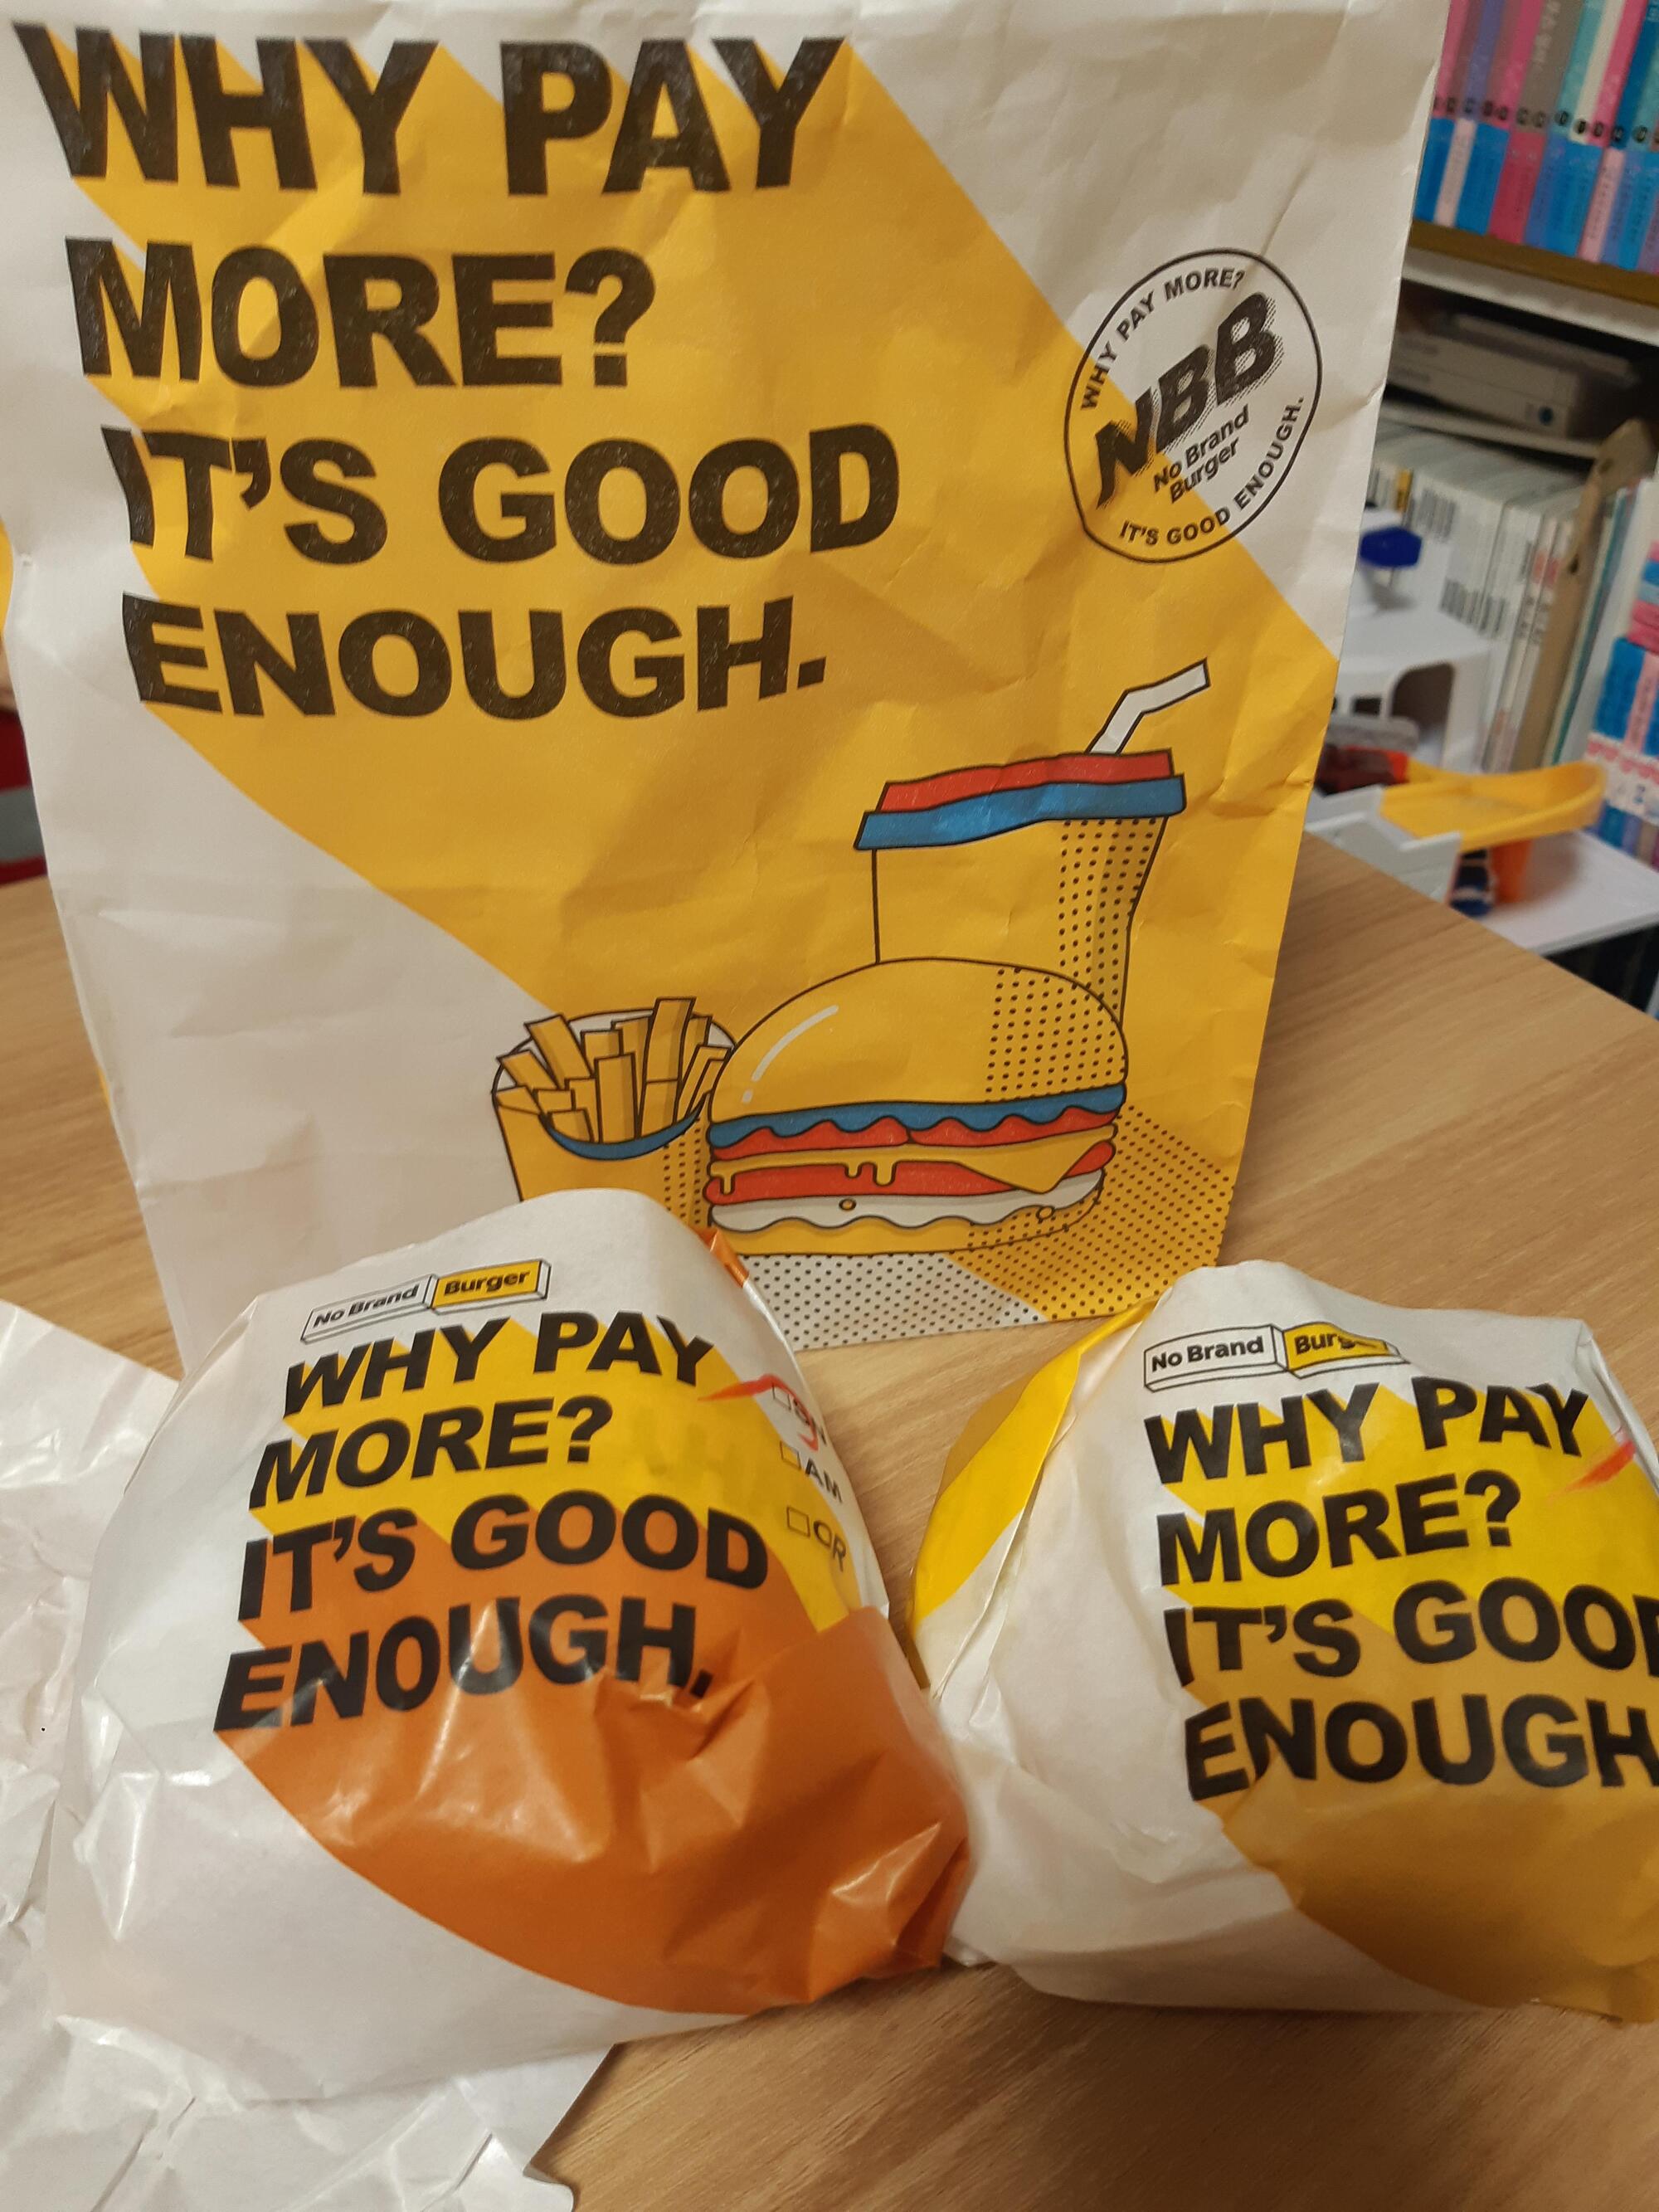 WHY PAY
MORE?
IT'S GOOD
ENOUGH.
WHY PAY MORE?
NBB
No Brand
Burger
IT'S GOOD ENOUGH.
No Brand Burger
WHY PAY
MORE?
IT'S GOOD
ENOUGH.
AM
No Brand
WHY PAY
MORE?
IT'S
ENOUGH